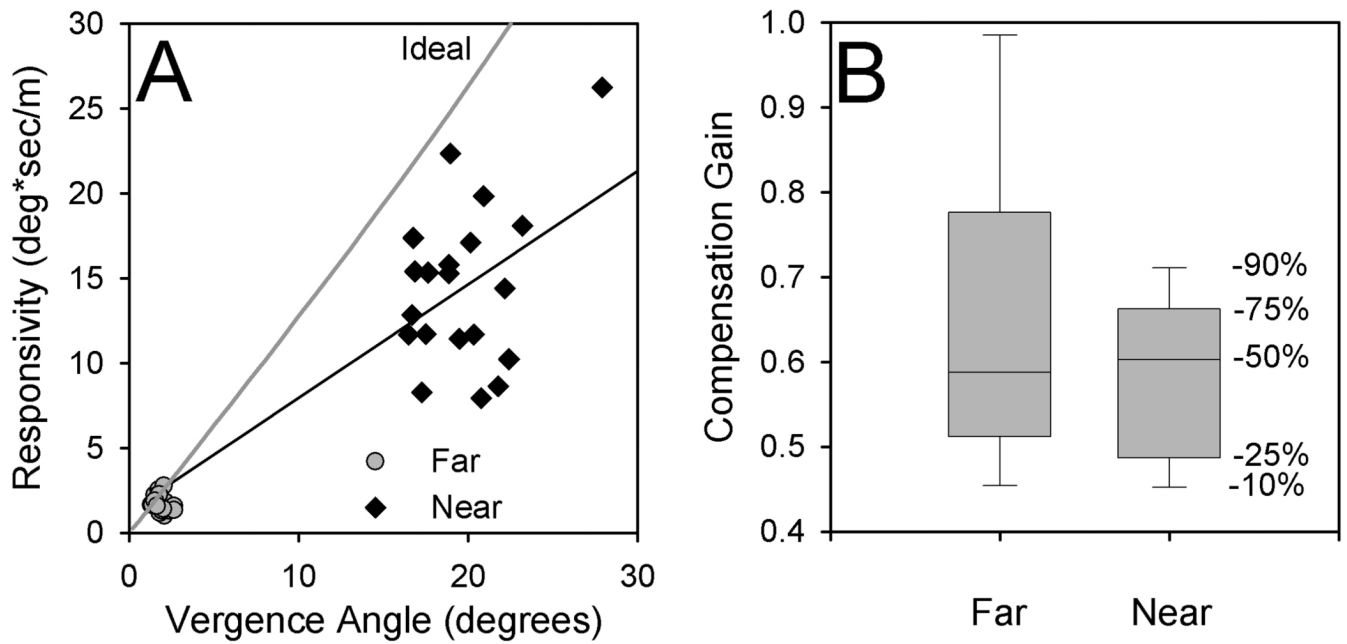 A
Ideal
30
25
20
15
10
5
0
Responsivity (deg*sec/m)
Far
Near
0 10 20 30
Vergence Angle (degrees)
B
1.0
0.9
0.8
0.7
0.6
0.5
0.4
Compensation Gain
-90%
-75%
-50%
-25%
-10%
Far Near